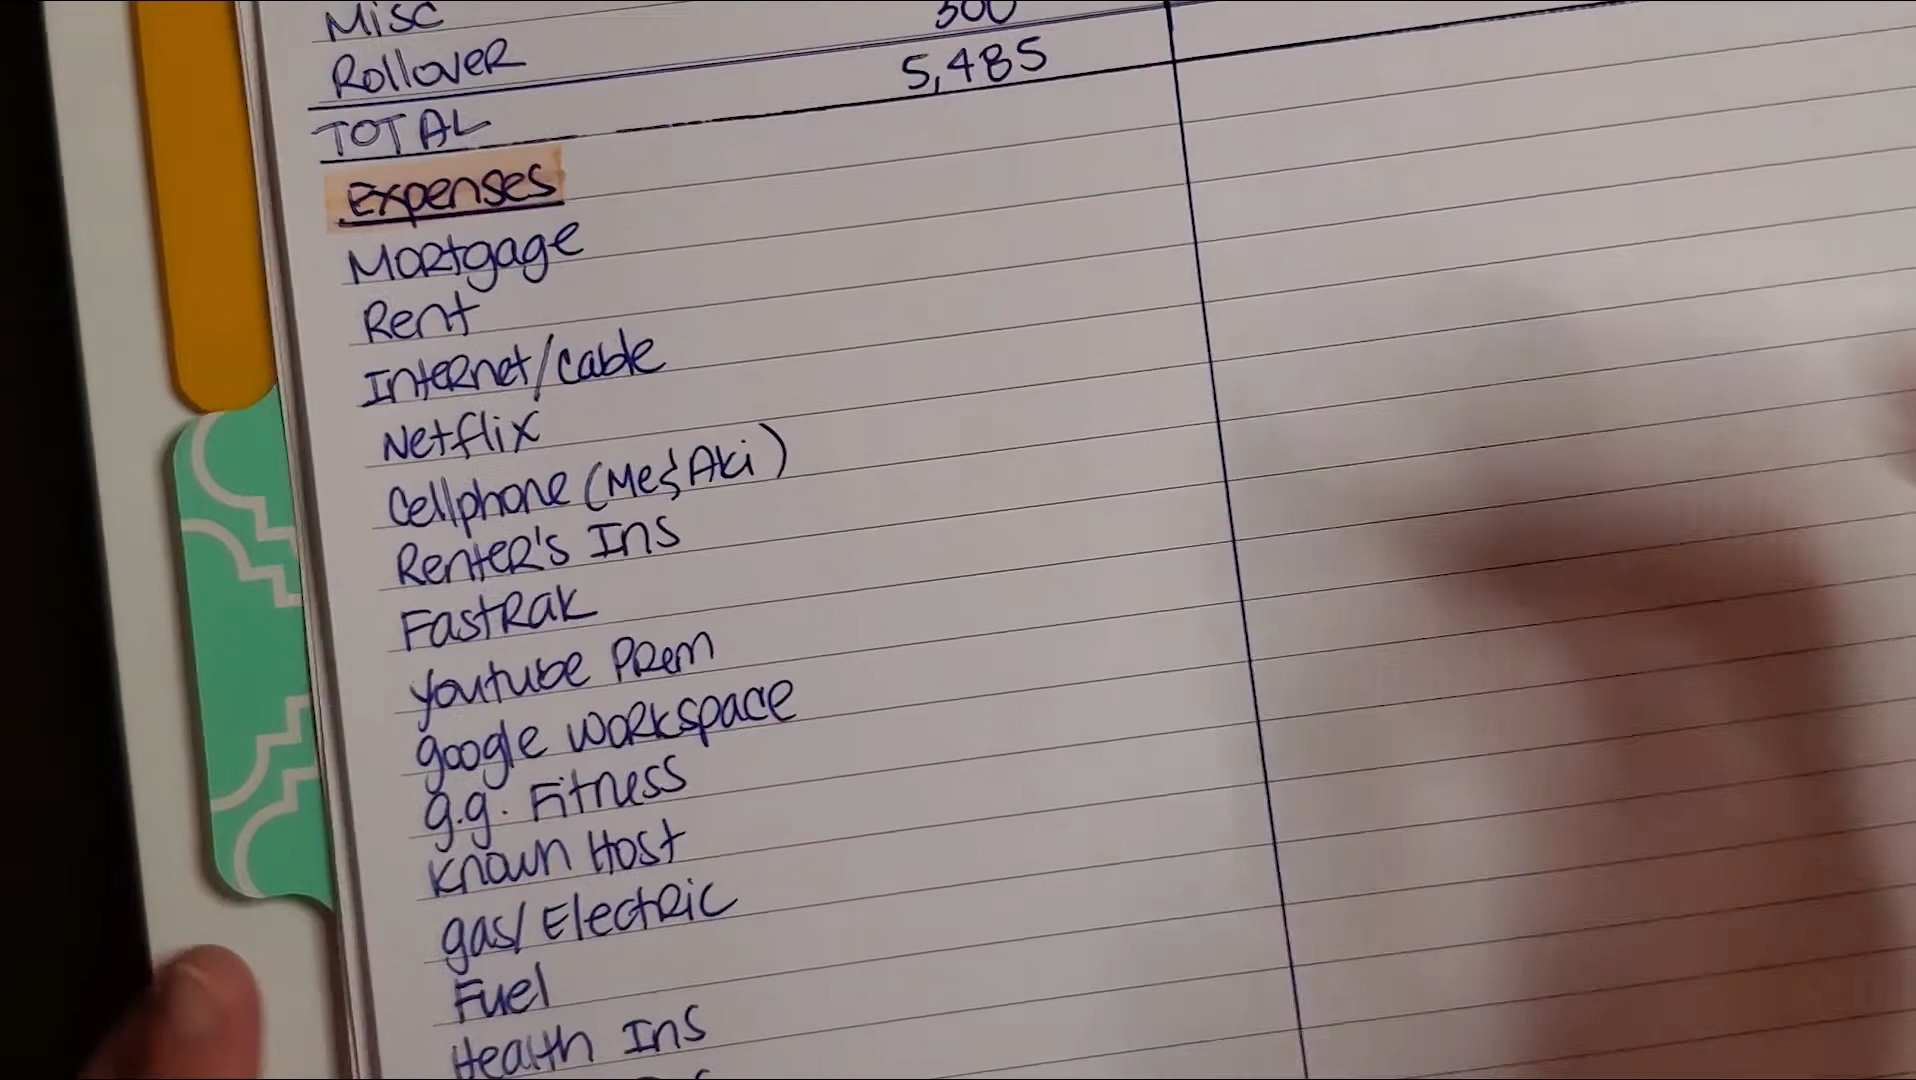 Misc
Rollover
TOTAL 5,485
Expenses
Mortgage
Rent
Internet/cable
Netflix
Cellphone (Me & Aki)
Renter's Ins
Fastrak
Youtube Prem
google workspace
g.g. Fitness
Known Host
gas/Electric
Fuel
Health Ins